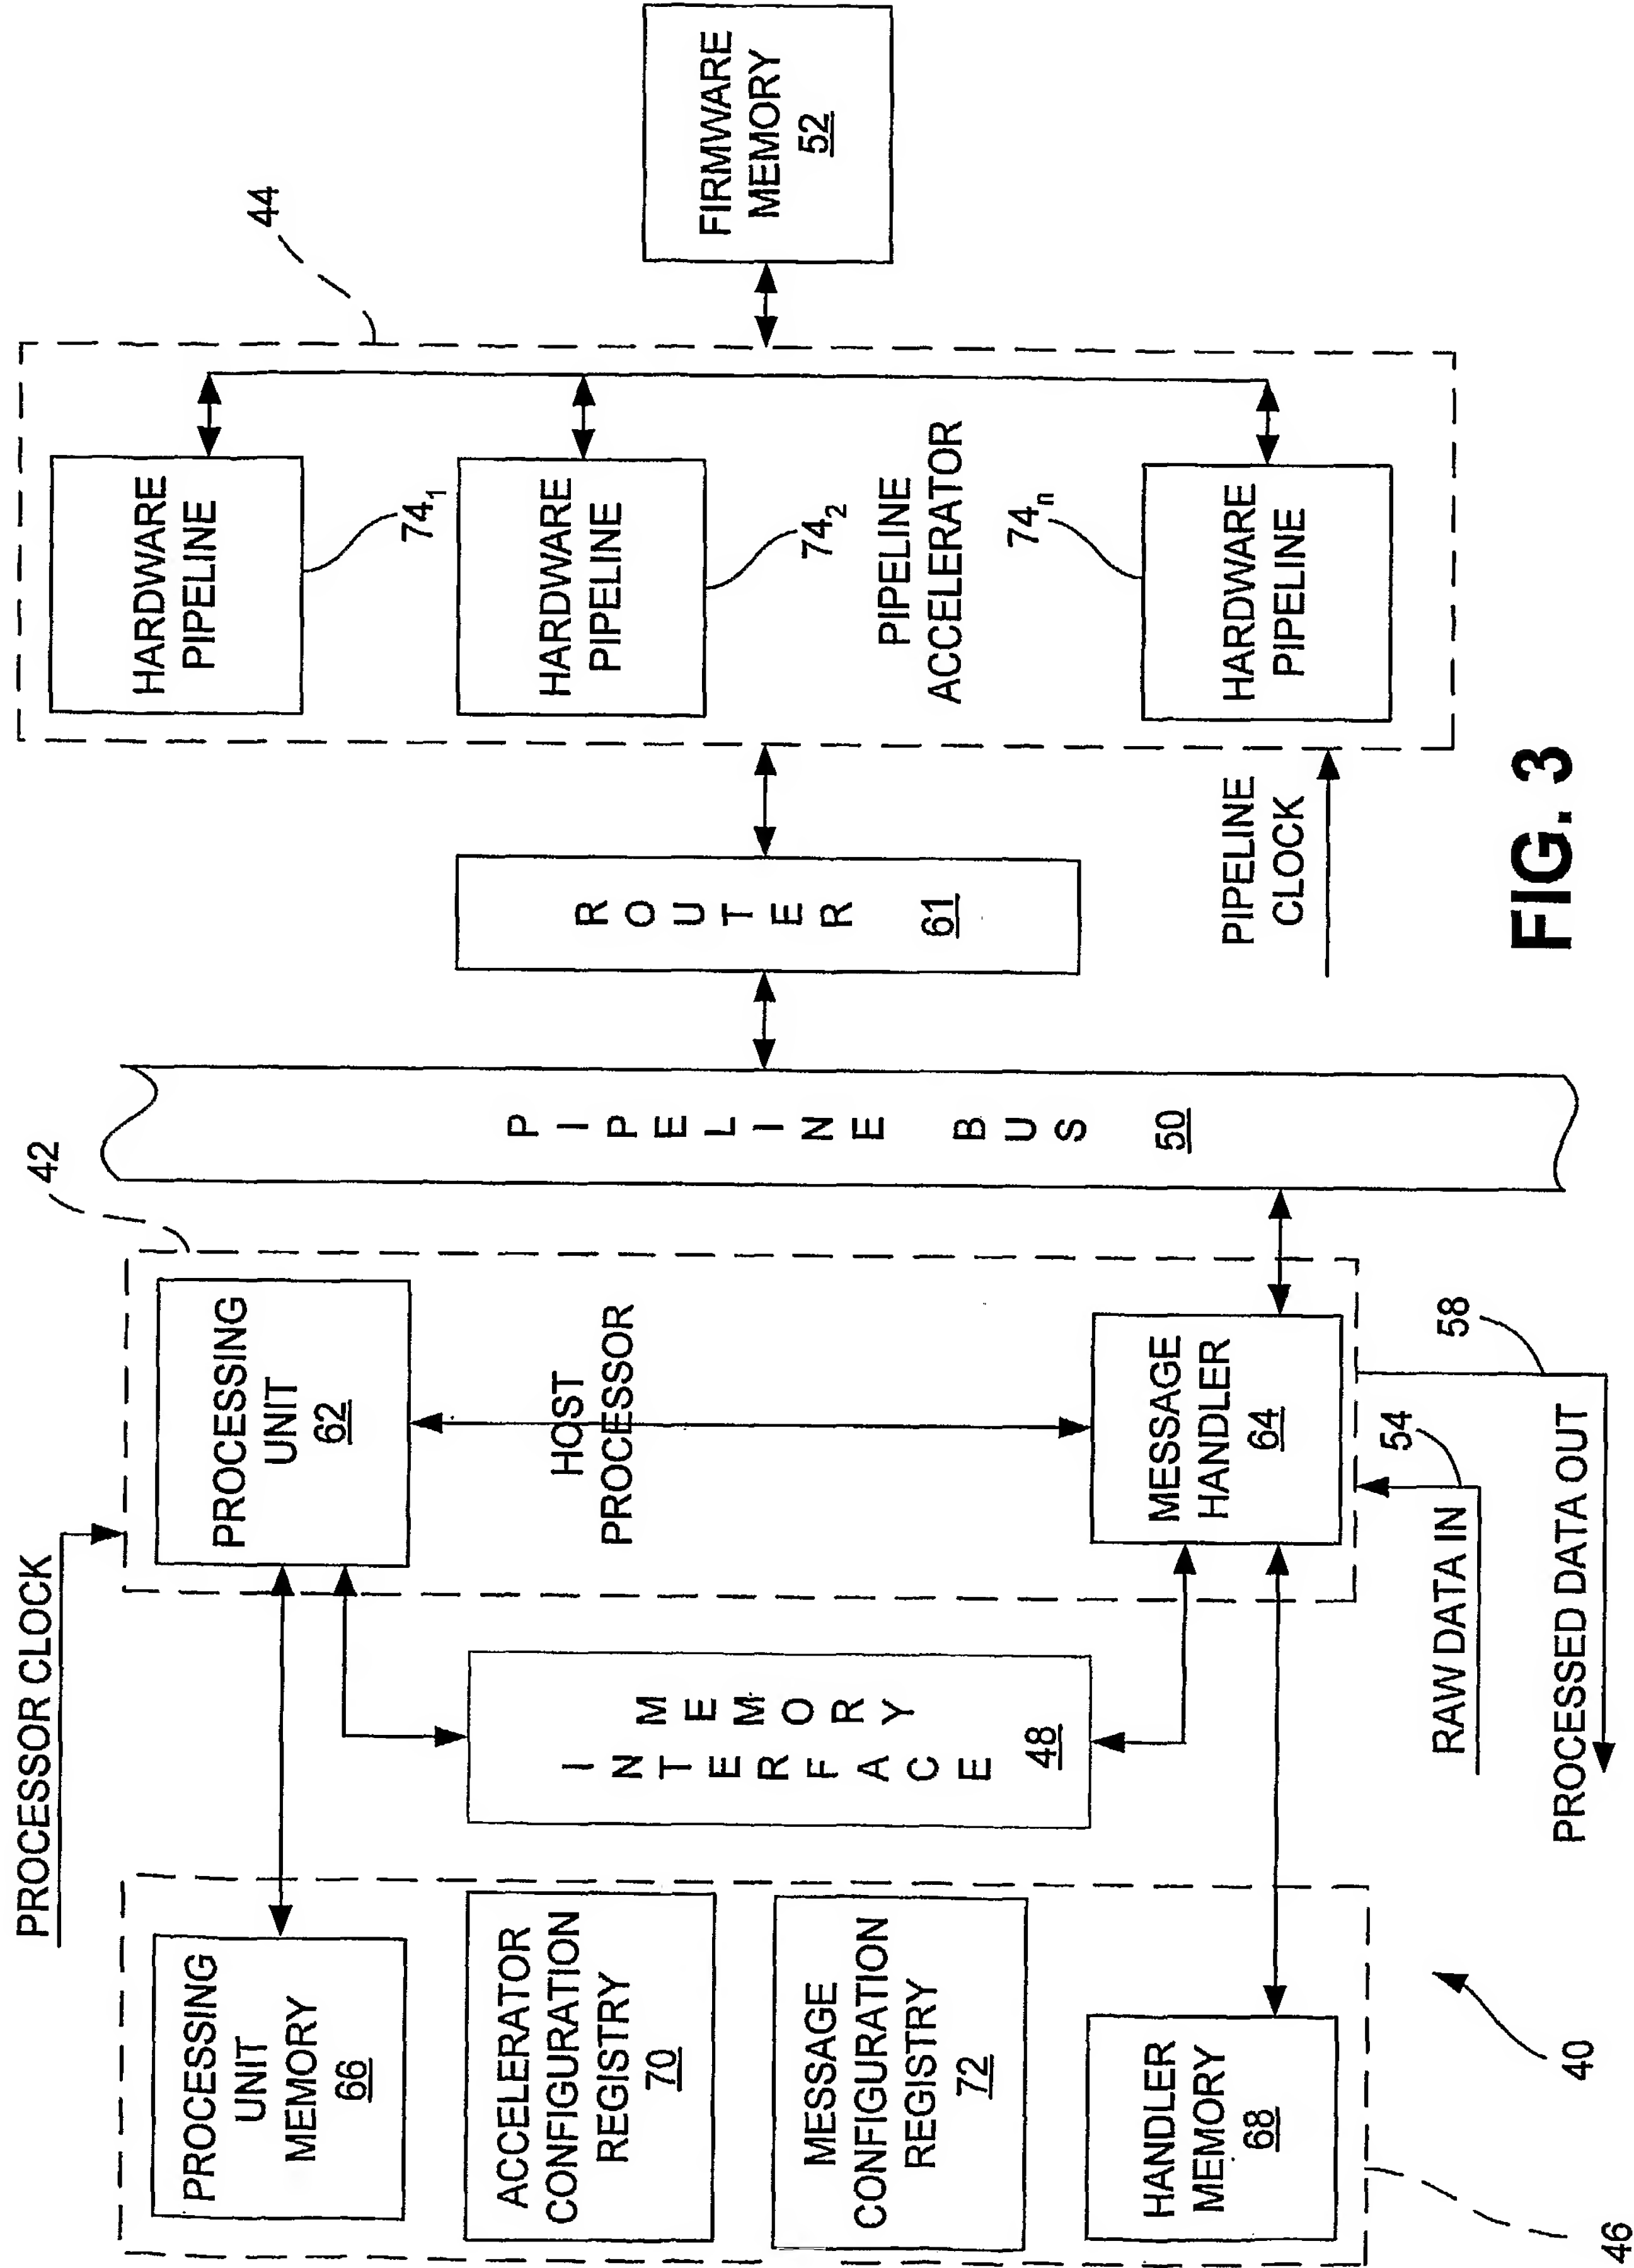 PROCESSOR CLOCK
42
44
PROCESSING
UNIT
MEMORY
66
ACCELERATOR
CONFIGURATION
REGISTRY
70
MESSAGE
CONFIGURATION
REGISTRY
72
HANDLER
MEMORY
68
46
40
MEMORY
INTERFACE
48
PROCESSING
UNIT
62
HOST
PROCESSOR
MESSAGE
HANDLER
64
RAW DATA IN
54
PROCESSED DATA OUT
58
PIPELINE BUS
50
ROUTER
61
PIPELINE
CLOCK
HARDWARE
PIPELINE
74₁
HARDWARE
PIPELINE
74₂
PIPELINE
ACCELERATOR
74ₙ
HARDWARE
PIPELINE
FIRMWARE
MEMORY
52
FIG. 3